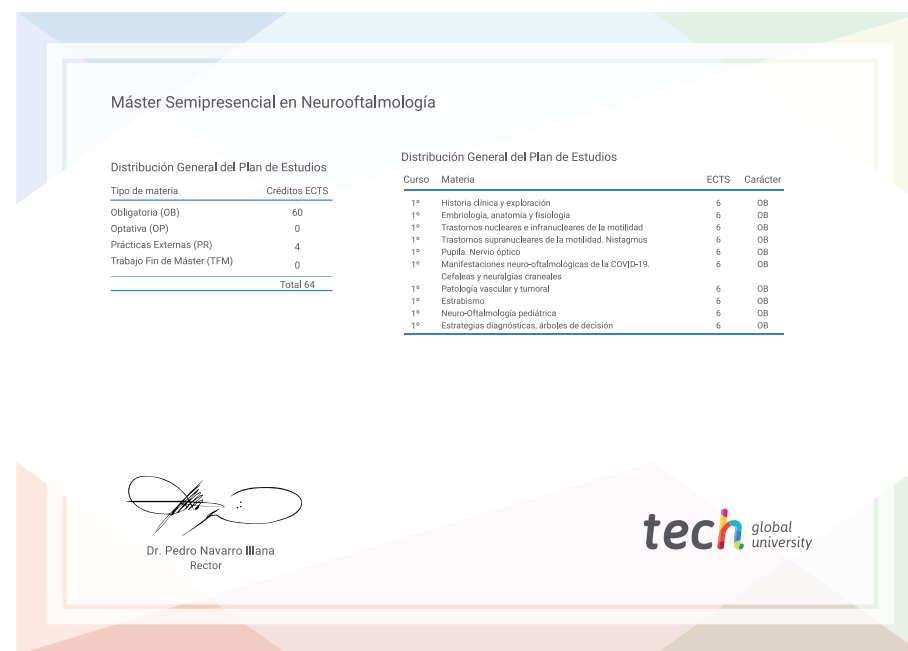 Máster Semipresencial en Neurooftalmología
Distribución General del Plan de Estudios
Tipo de materia Créditos ECTS
Obligatoria (OB) 60
Optativa (OP) 0
Prácticas Externas (PR) 4
Trabajo Fin de Máster (TFM) 0
Total 64
Distribución General del Plan de Estudios
Curso Materia ECTS Carácter
1º Historia clínica y exploración 6 OB
1º Embriología, anatomía y fisiología 6 OB
1º Trastornos nucleares e infranucleares de la motilidad 6 OB
1º Trastornos supranucleares de la motilidad. Nistagmus 6 OB
1º Pupila. Nervio óptico 6 OB
1º Manifestaciones neuro-oftalmológicas de la COVID-19. 6 OB
Cefaleas y neuralgias craneales
1º Patología vascular y tumoral 6 OB
1º Estrabismo 6 OB
1º Neuro-Oftalmología pediátrica 6 OB
1º Estrategias diagnósticas, árboles de decisión 6 OB
Dr. Pedro Navarro Illana
Rector
tech global
university